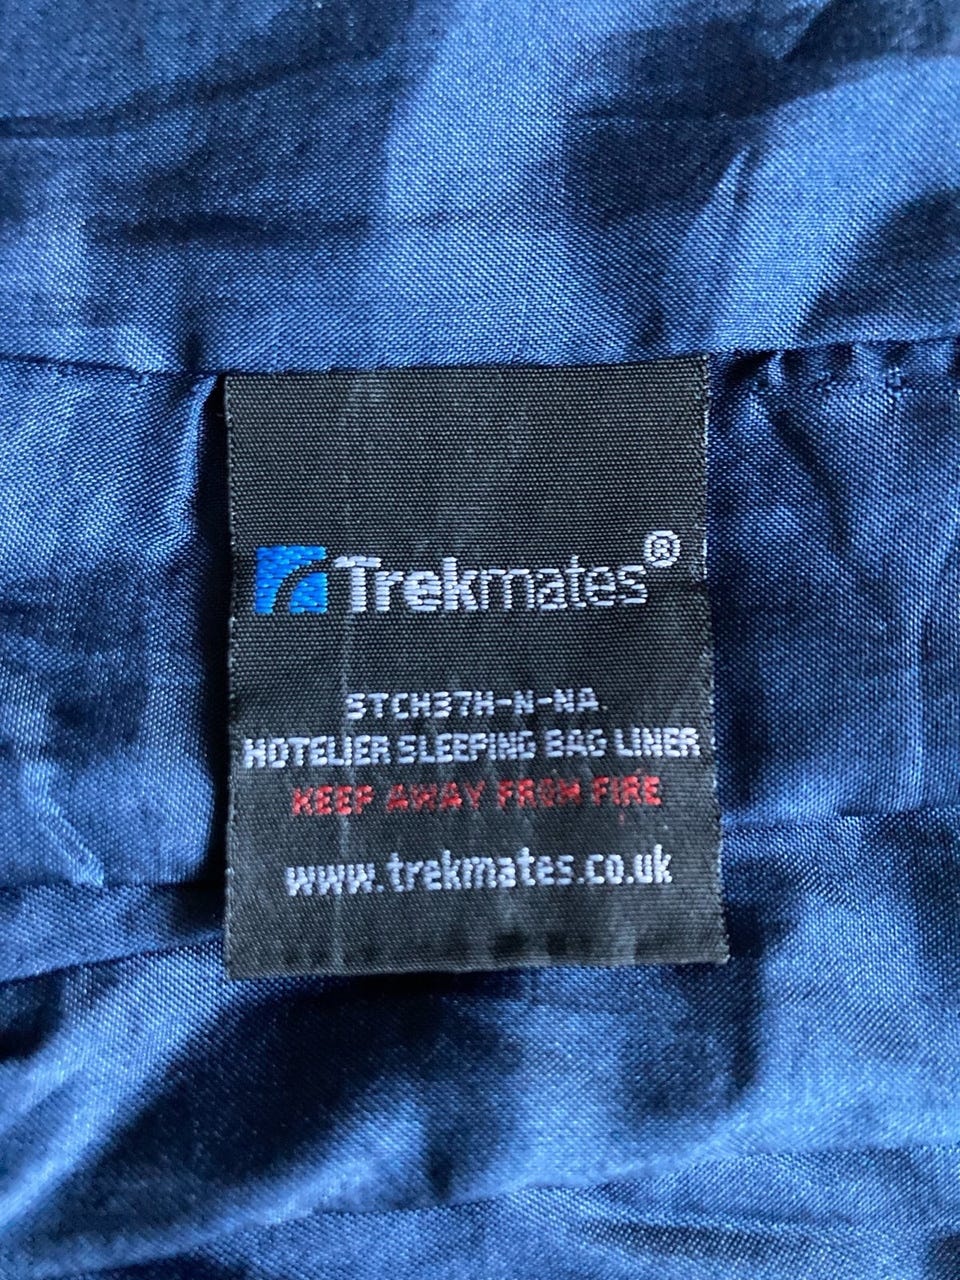 Trekmates®
STCH37H-N-NA
HOTELIER SLEEPING BAG LINER
KEEP AWAY FROM FIRE
www.trekmates.co.uk